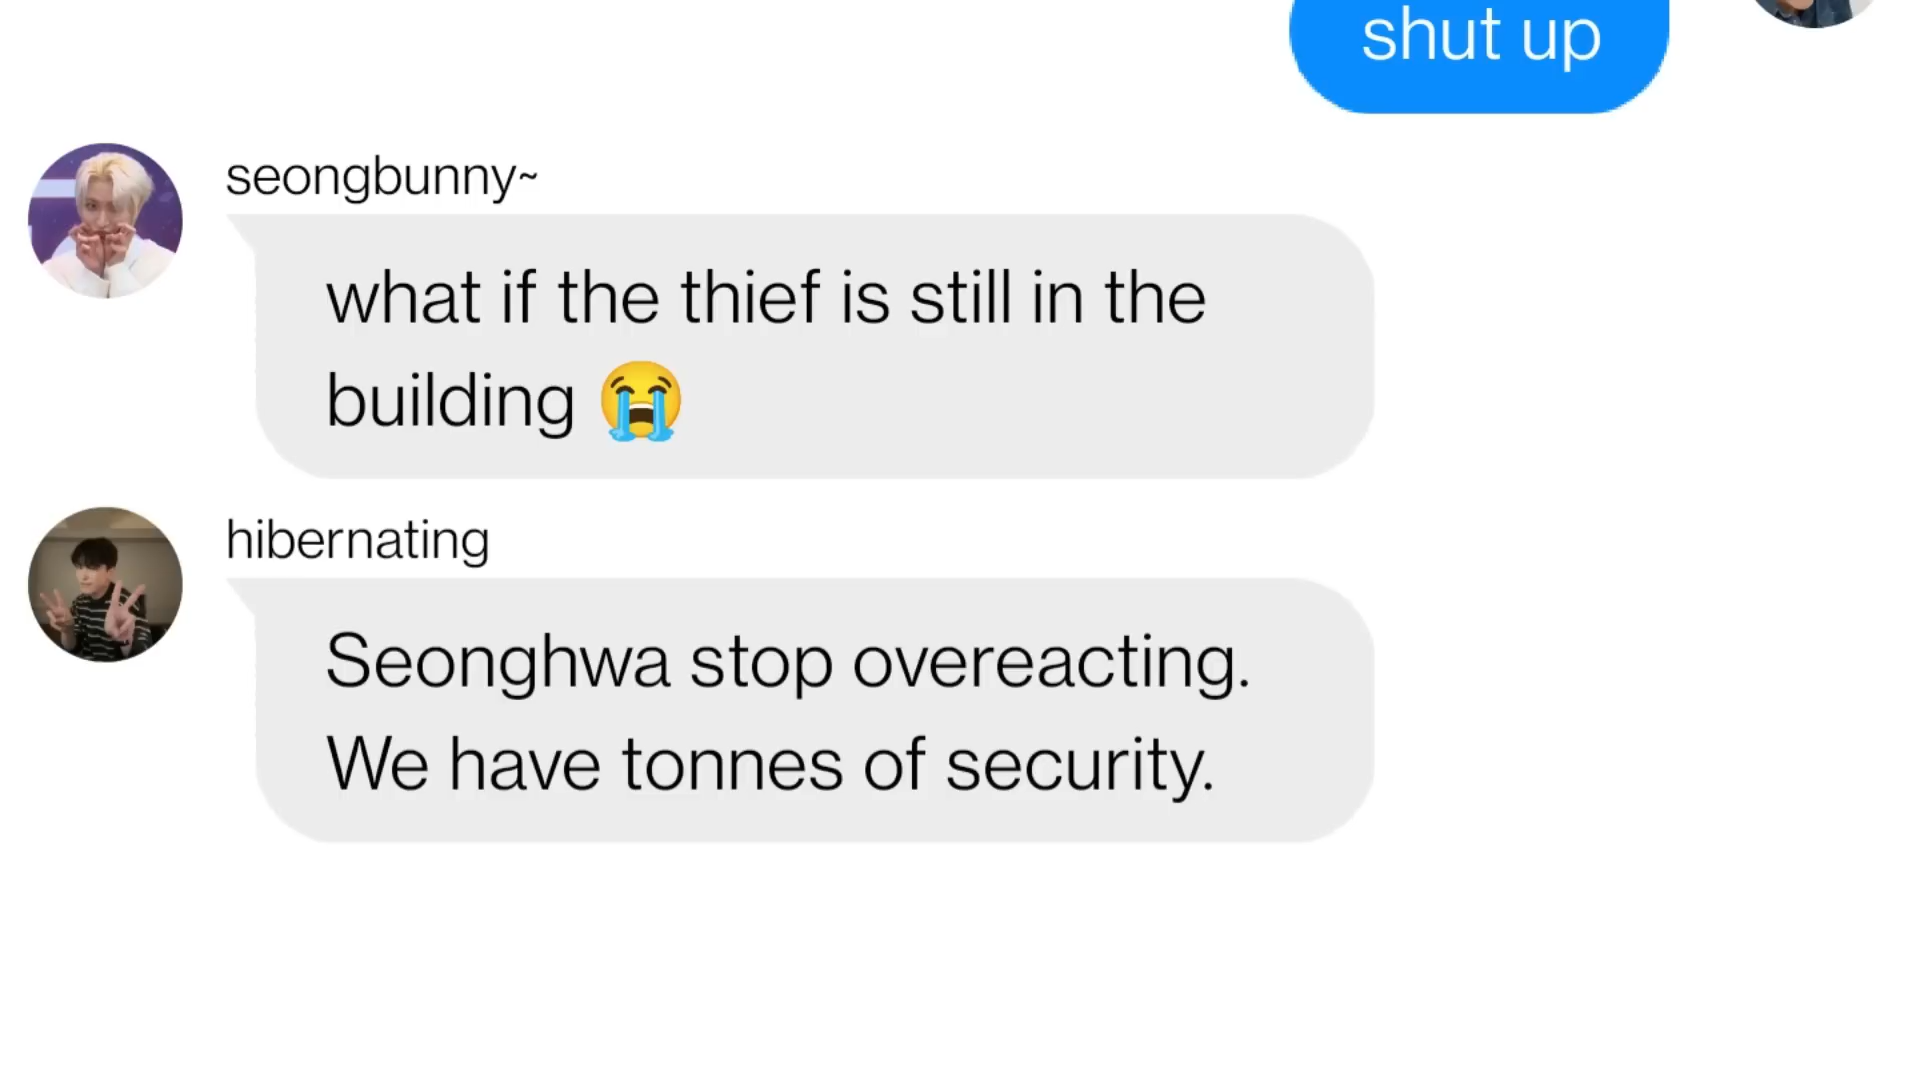 shut up
seongbunny~
what if the thief is still in the
building 😭
hibernating
Seonghwa stop overeacting.
We have tonnes of security.